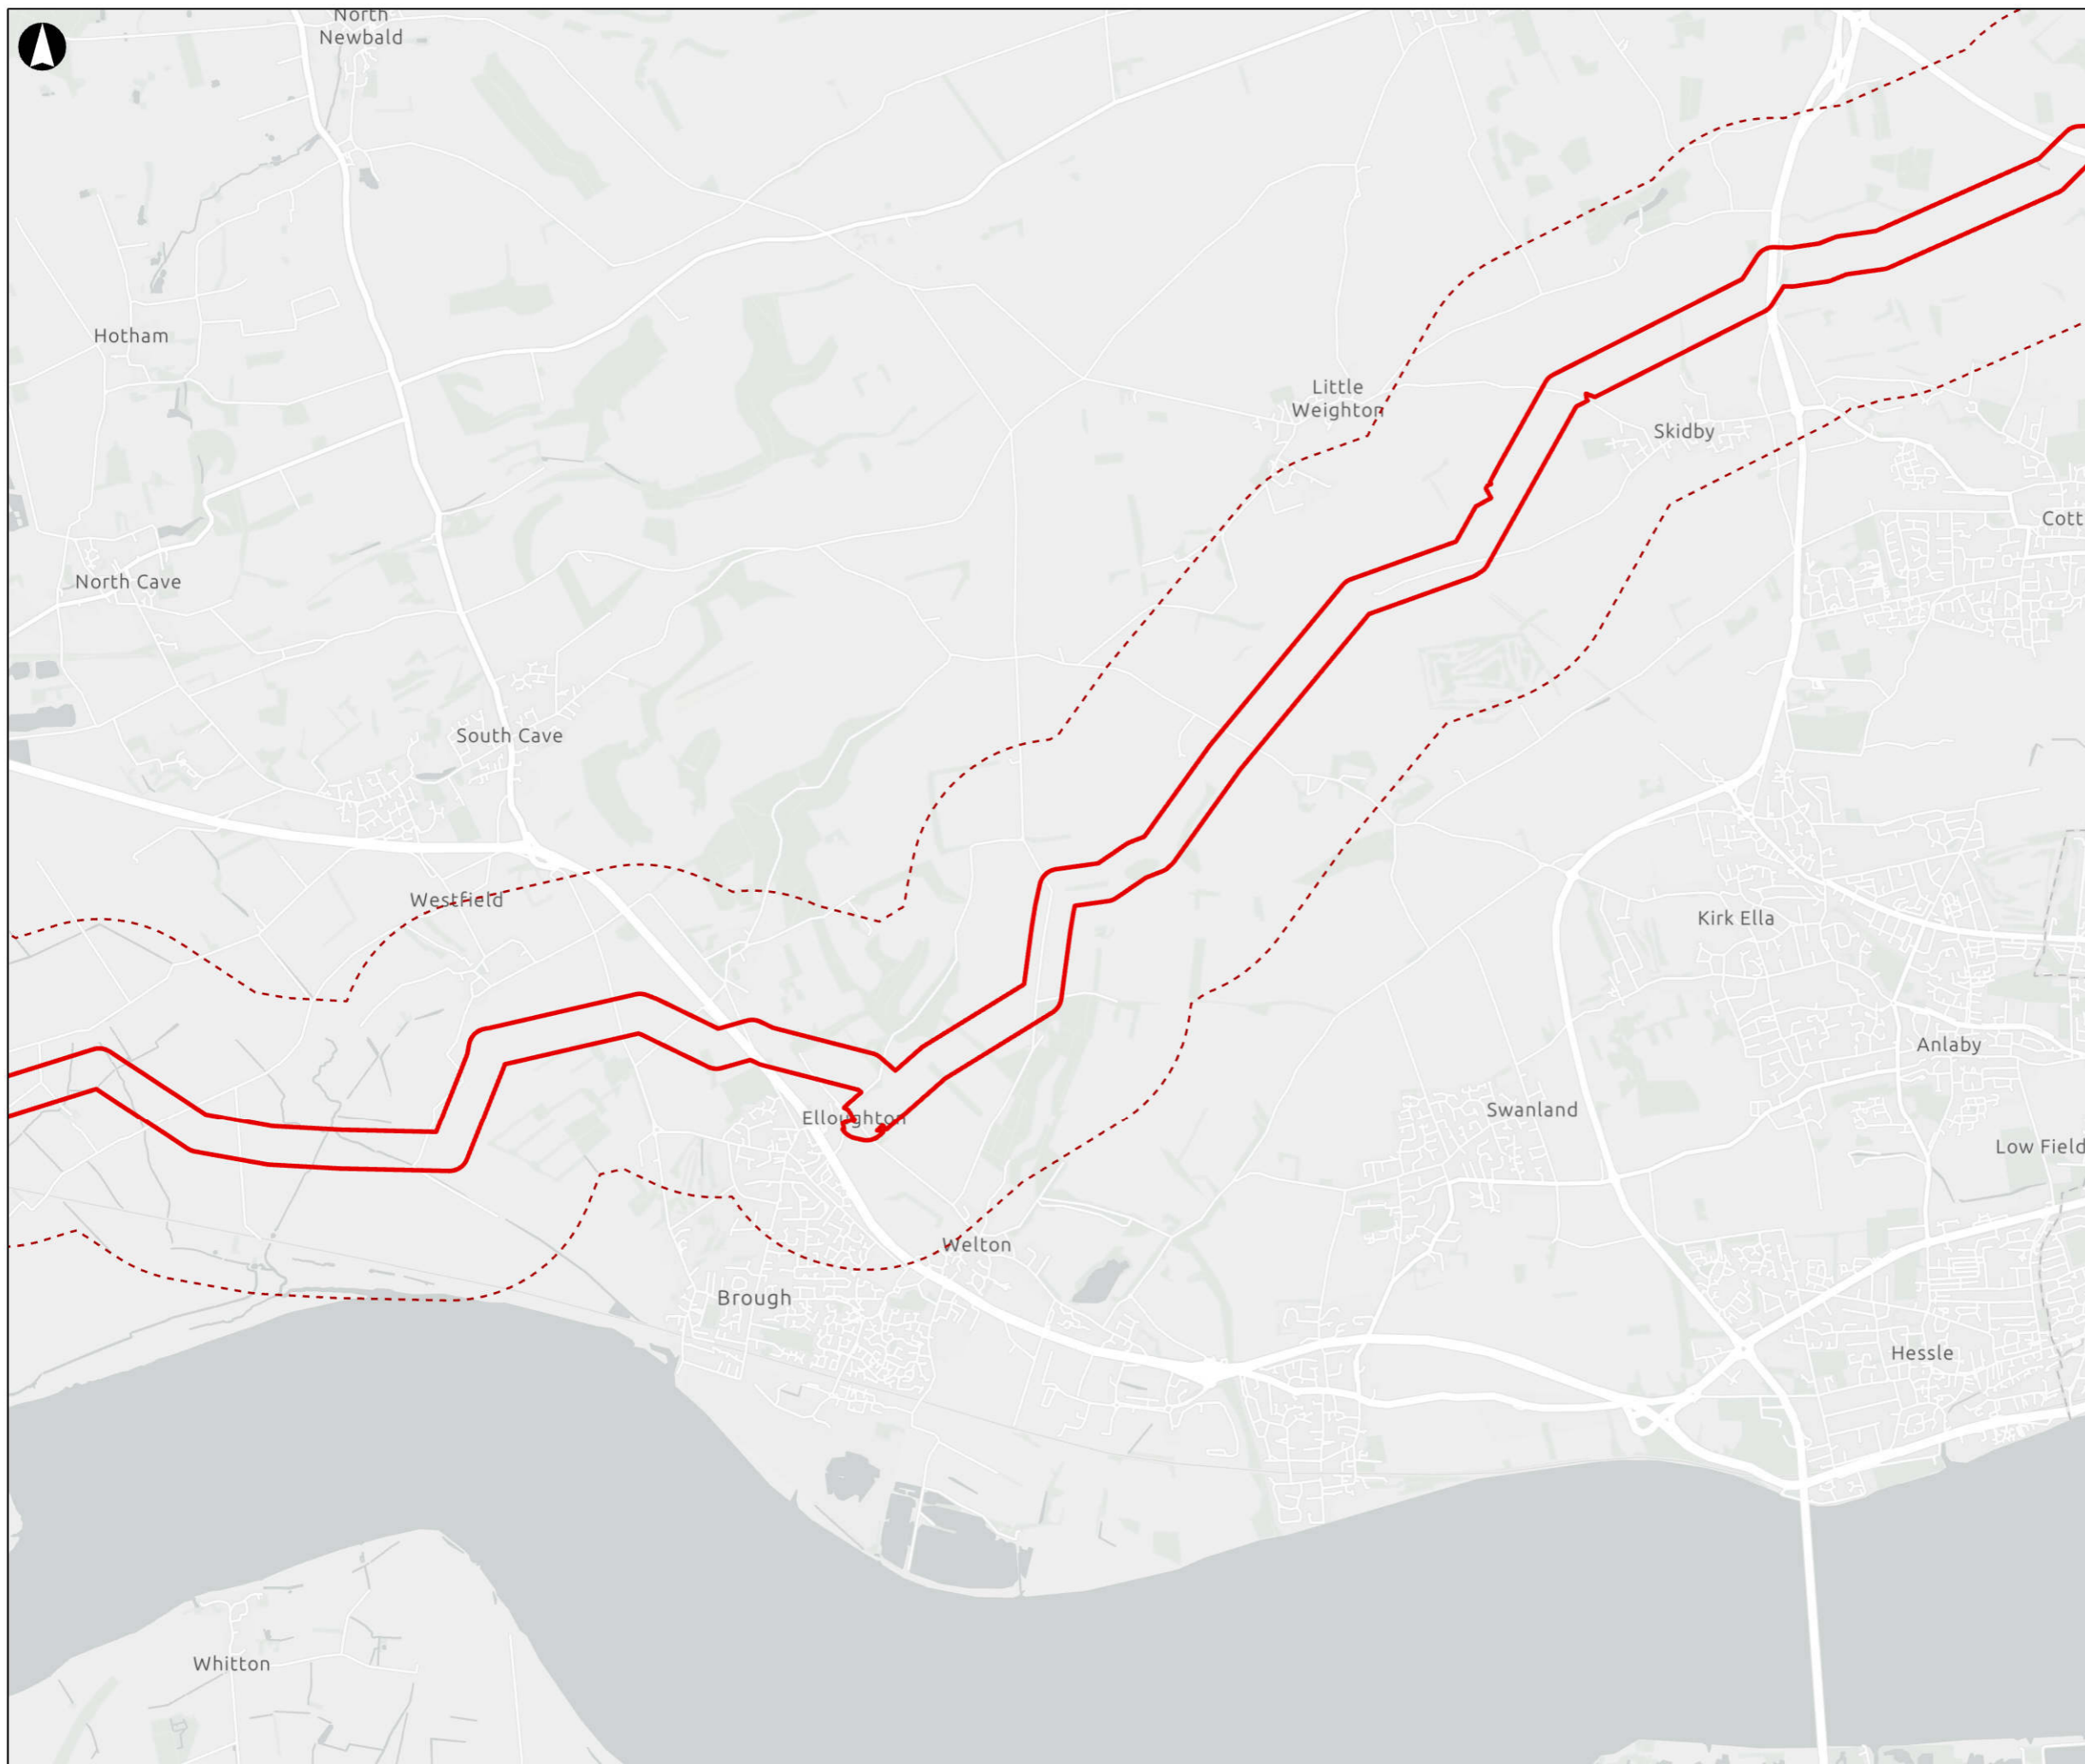 North
Newbald
Hotham
Little
Weighton
Skidby
Cott
North Cave
South Cave
Westfield
Kirk Ella
Anlaby
Elloughton
Swanland
Low Field
Welton
Brough
Hessle
Whitton